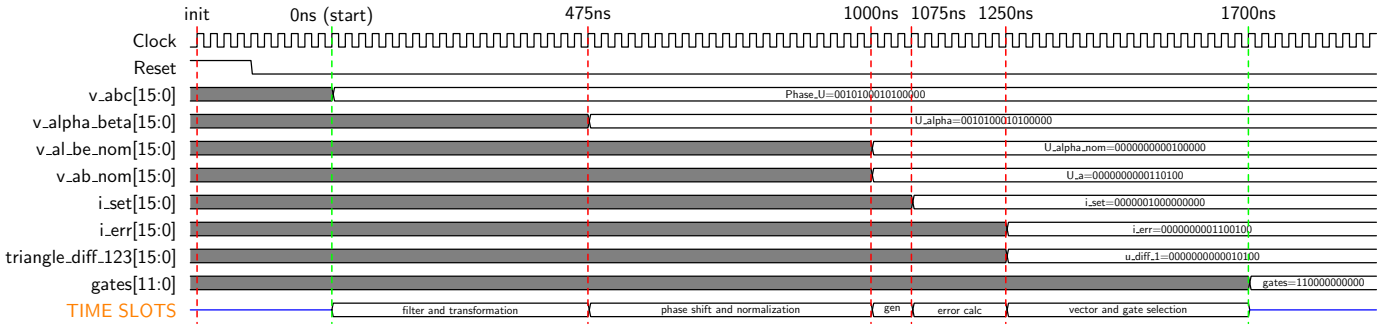 init 0ns (start) 475ns 1000ns 1075ns 1250ns 1700ns
Clock
Reset
v_abc[15:0] Phase_U=0010100010100000
v_alpha_beta[15:0] U_alpha=0010100010100000
v_al_be_nom[15:0] U_alpha_nom=0000000000100000
v_ab_nom[15:0] U_a=0000000000110100
i_set[15:0] i_set=0000001000000000
i_err[15:0] i_err=0000000001100100
triangle_diff_123[15:0] u_diff_1=0000000000010100
gates[11:0] gates=110000000000
TIME SLOTS filter and transformation phase shift and normalization gen error calc vector and gate selection